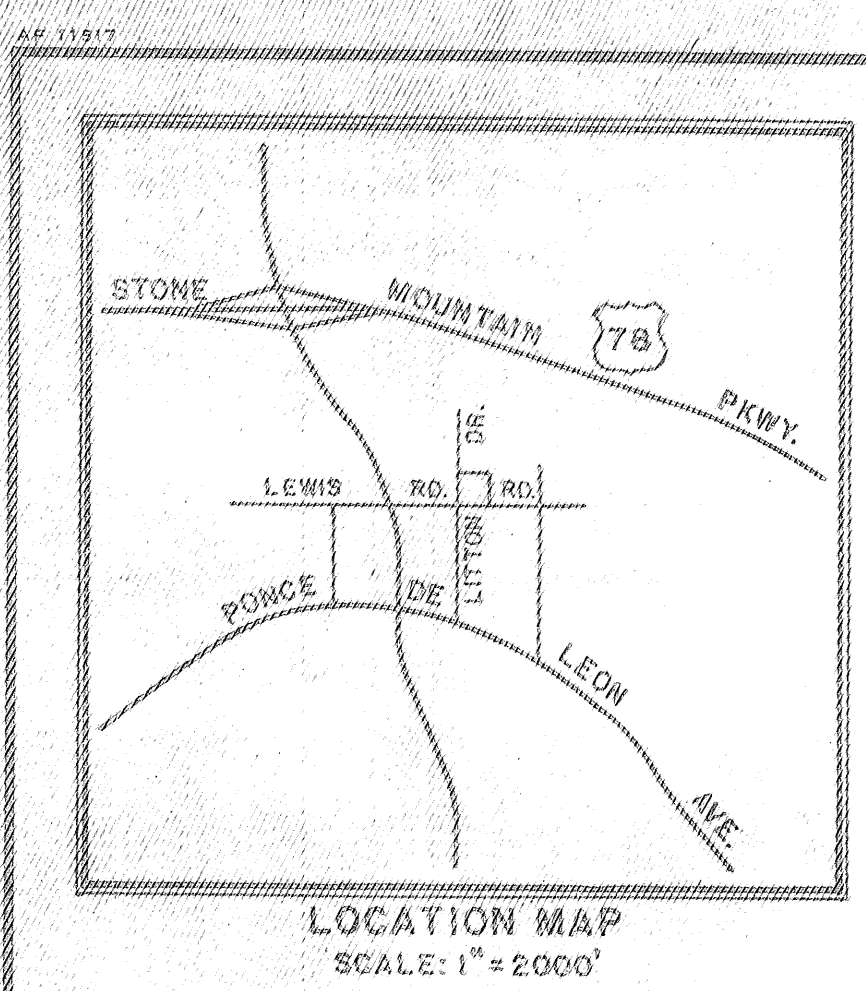 AF 11517
STONE MOUNTAIN PKWY.
78
LITTON DR.
LEWIS RD. RD.
PONCE DE LEON AVE.
LOCATION MAP
SCALE: 1" = 2000'